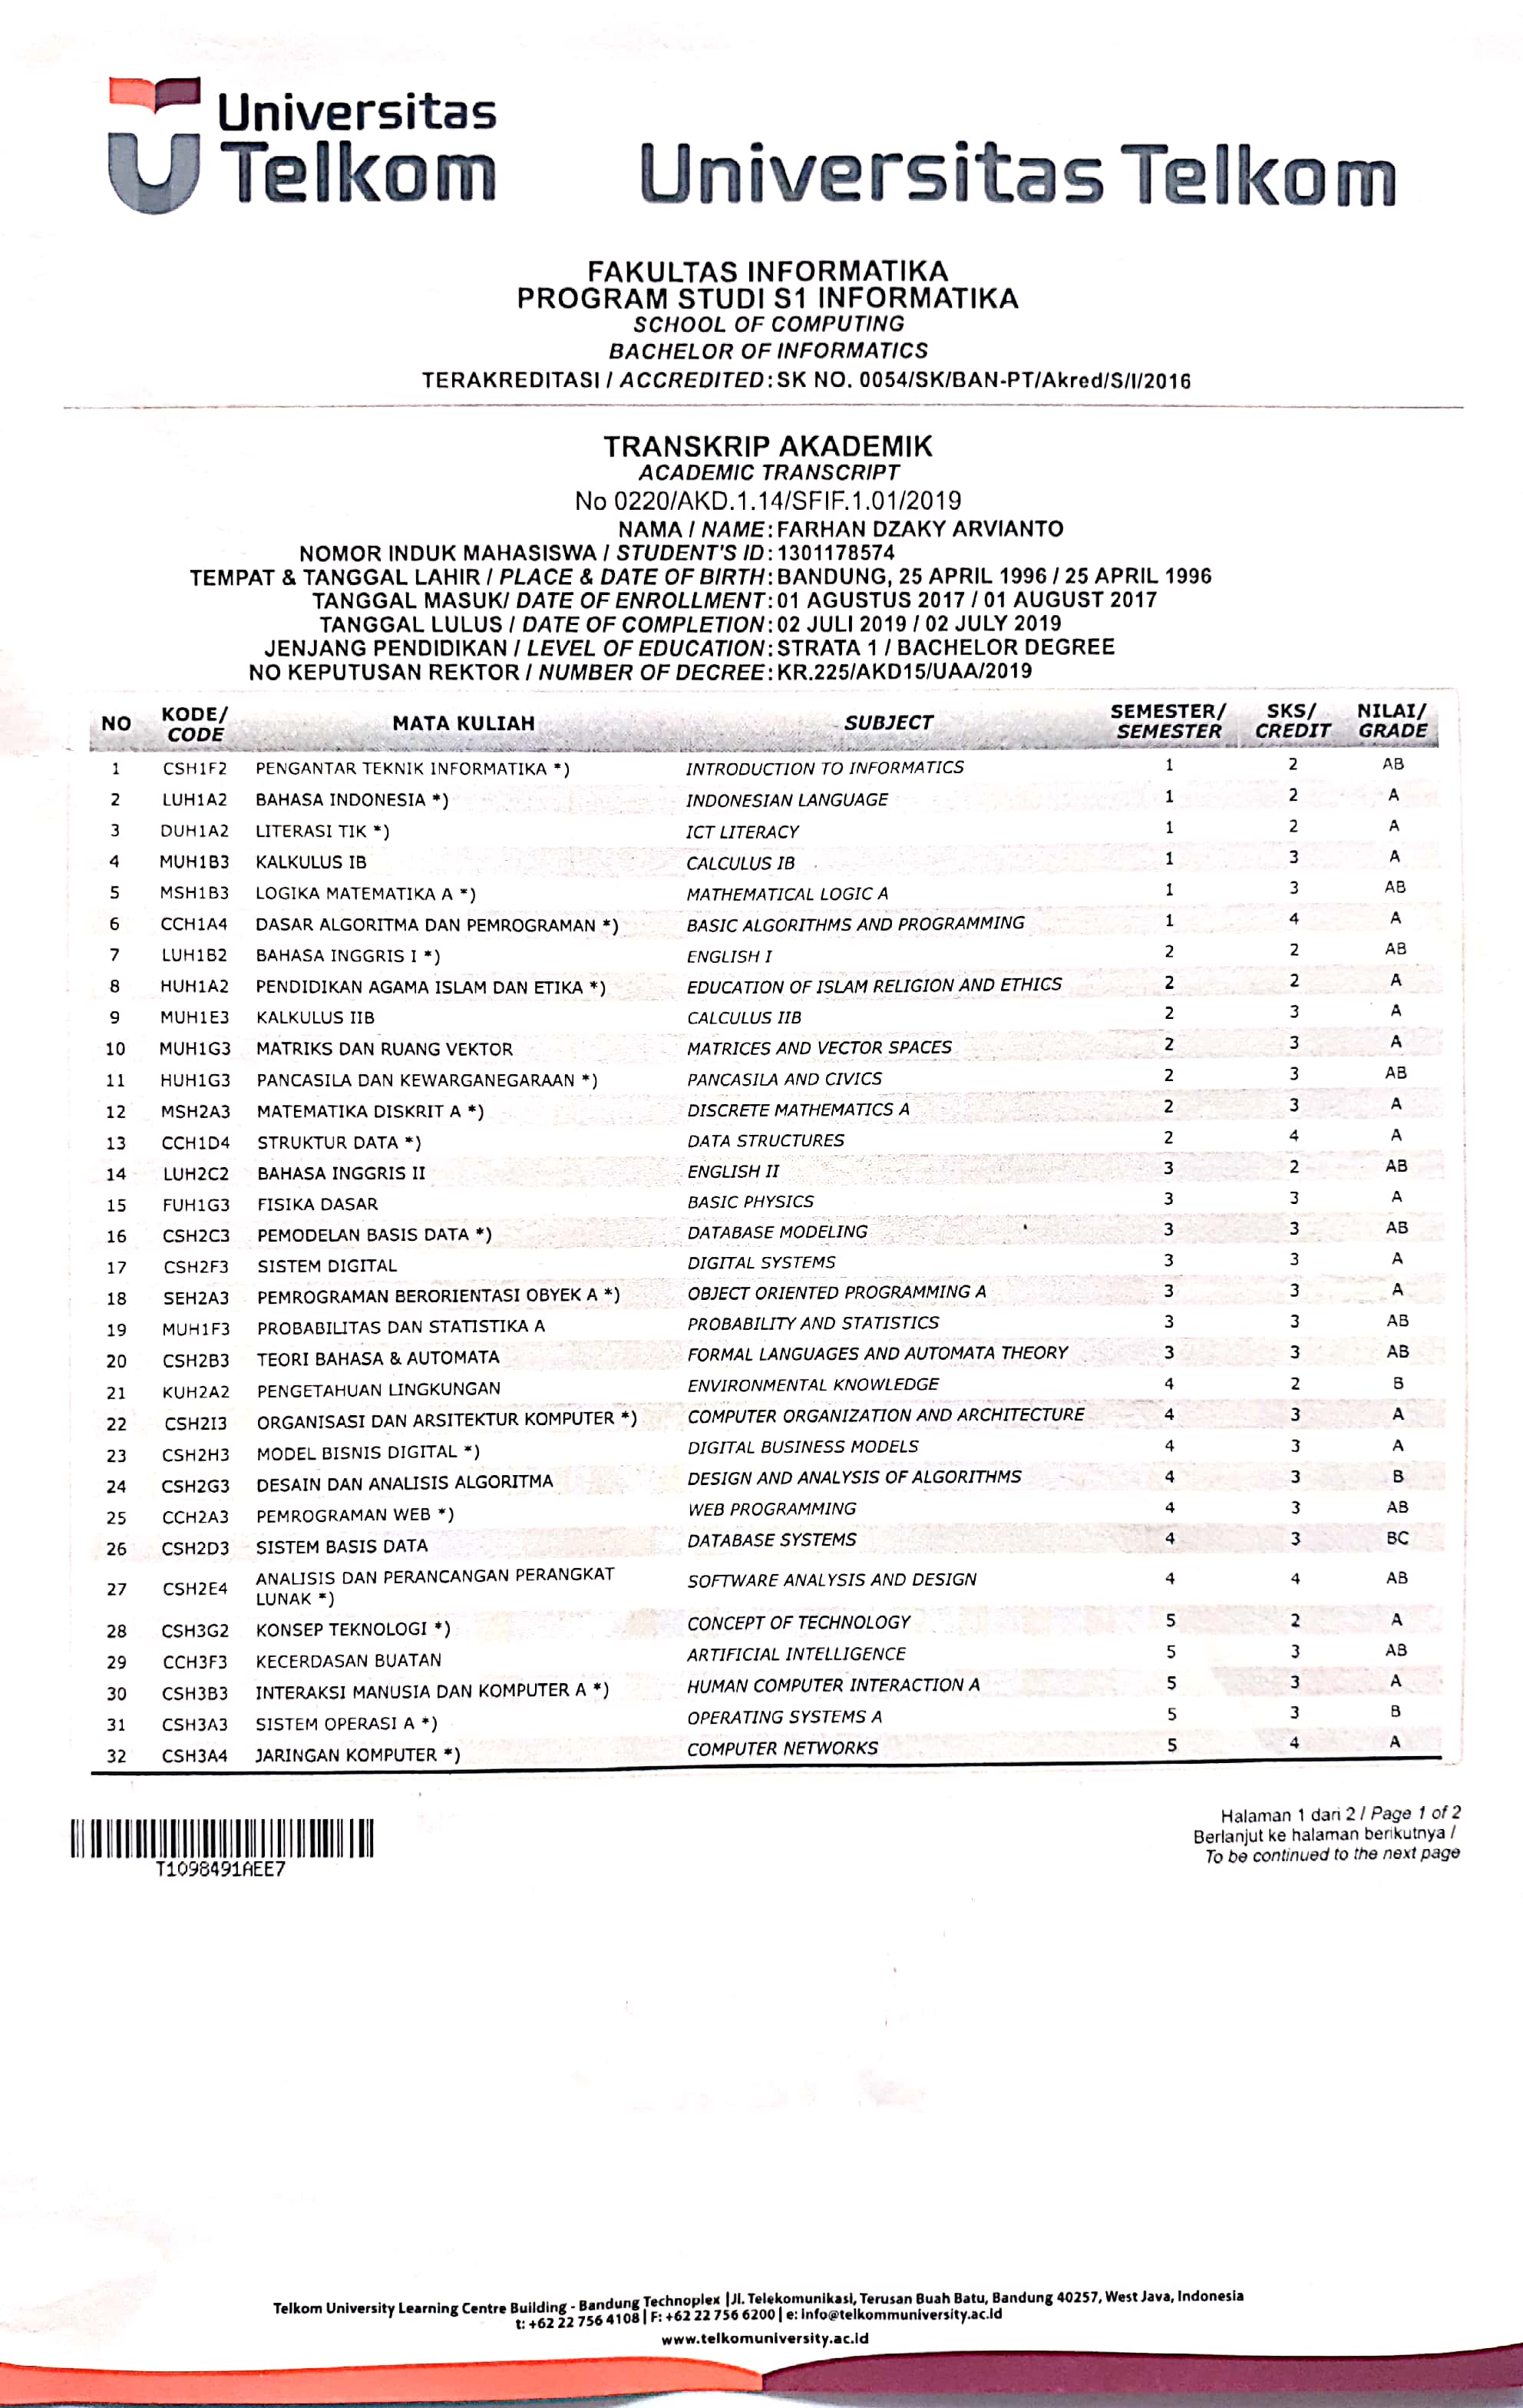 Universitas
Telkom
Universitas Telkom
FAKULTAS INFORMATIKA
PROGRAM STUDI S1 INFORMATIKA
SCHOOL OF COMPUTING
BACHELOR OF INFORMATICS
TERAKREDITASI / ACCREDITED: SK NO. 0054/SK/BAN-PT/Akred/S/I/2016
TRANSKRIP AKADEMIK
ACADEMIC TRANSCRIPT
No 0220/AKD.1.14/SFIF.1.01/2019
NAMA / NAME: FARHAN DZAKY ARVIANTO
NOMOR INDUK MAHASISWA / STUDENT'S ID: 1301178574
TEMPAT & TANGGAL LAHIR / PLACE & DATE OF BIRTH: BANDUNG, 25 APRIL 1996 / 25 APRIL 1996
TANGGAL MASUK/ DATE OF ENROLLMENT: 01 AGUSTUS 2017 / 01 AUGUST 2017
TANGGAL LULUS / DATE OF COMPLETION: 02 JULI 2019 / 02 JULY 2019
JENJANG PENDIDIKAN / LEVEL OF EDUCATION: STRATA 1 / BACHELOR DEGREE
NO KEPUTUSAN REKTOR / NUMBER OF DECREE: KR.225/AKD15/UAA/2019
NO KODE/ CODE MATA KULIAH SUBJECT SEMESTER/ SEMESTER SKS/ CREDIT NILAI/ GRADE
1 CSH1F2 PENGANTAR TEKNIK INFORMATIKA *) INTRODUCTION TO INFORMATICS 1 2 AB
2 LUH1A2 BAHASA INDONESIA *) INDONESIAN LANGUAGE 1 2 A
3 DUH1A2 LITERASI TIK *) ICT LITERACY 1 2 A
4 MUH1B3 KALKULUS IB CALCULUS IB 1 3 A
5 MSH1B3 LOGIKA MATEMATIKA A *) MATHEMATICAL LOGIC A 1 3 AB
6 CCH1A4 DASAR ALGORITMA DAN PEMROGRAMAN *) BASIC ALGORITHMS AND PROGRAMMING 1 4 A
7 LUH1B2 BAHASA INGGRIS I *) ENGLISH I 2 2 AB
8 HUH1A2 PENDIDIKAN AGAMA ISLAM DAN ETIKA *) EDUCATION OF ISLAM RELIGION AND ETHICS 2 2 A
9 MUH1E3 KALKULUS IIB CALCULUS IIB 2 3 A
10 MUH1G3 MATRIKS DAN RUANG VEKTOR MATRICES AND VECTOR SPACES 2 3 A
11 HUH1G3 PANCASILA DAN KEWARGANEGARAAN *) PANCASILA AND CIVICS 2 3 AB
12 MSH2A3 MATEMATIKA DISKRIT A *) DISCRETE MATHEMATICS A 2 3 A
13 CCH1D4 STRUKTUR DATA *) DATA STRUCTURES 2 4 A
14 LUH2C2 BAHASA INGGRIS II ENGLISH II 3 2 AB
15 FUH1G3 FISIKA DASAR BASIC PHYSICS 3 3 A
16 CSH2C3 PEMODELAN BASIS DATA *) DATABASE MODELING 3 3 AB
17 CSH2F3 SISTEM DIGITAL DIGITAL SYSTEMS 3 3 A
18 SEH2A3 PEMROGRAMAN BERORIENTASI OBYEK A *) OBJECT ORIENTED PROGRAMMING A 3 3 A
19 MUH1F3 PROBABILITAS DAN STATISTIKA A PROBABILITY AND STATISTICS 3 3 AB
20 CSH2B3 TEORI BAHASA & AUTOMATA FORMAL LANGUAGES AND AUTOMATA THEORY 3 3 AB
21 KUH2A2 PENGETAHUAN LINGKUNGAN ENVIRONMENTAL KNOWLEDGE 4 2 B
22 CSH2I3 ORGANISASI DAN ARSITEKTUR KOMPUTER *) COMPUTER ORGANIZATION AND ARCHITECTURE 4 3 A
23 CSH2H3 MODEL BISNIS DIGITAL *) DIGITAL BUSINESS MODELS 4 3 A
24 CSH2G3 DESAIN DAN ANALISIS ALGORITMA DESIGN AND ANALYSIS OF ALGORITHMS 4 3 B
25 CCH2A3 PEMROGRAMAN WEB *) WEB PROGRAMMING 4 3 AB
26 CSH2D3 SISTEM BASIS DATA DATABASE SYSTEMS 4 3 BC
27 CSH2E4 ANALISIS DAN PERANCANGAN PERANGKAT LUNAK *) SOFTWARE ANALYSIS AND DESIGN 4 4 AB
28 CSH3G2 KONSEP TEKNOLOGI *) CONCEPT OF TECHNOLOGY 5 2 A
29 CCH3F3 KECERDASAN BUATAN ARTIFICIAL INTELLIGENCE 5 3 AB
30 CSH3B3 INTERAKSI MANUSIA DAN KOMPUTER A *) HUMAN COMPUTER INTERACTION A 5 3 A
31 CSH3A3 SISTEM OPERASI A *) OPERATING SYSTEMS A 5 3 B
32 CSH3A4 JARINGAN KOMPUTER *) COMPUTER NETWORKS 5 4 A
T1098491AEE7
Halaman 1 dari 2 / Page 1 of 2
Berlanjut ke halaman berikutnya /
To be continued to the next page
Telkom University Learning Centre Building - Bandung Technoplex | Jl. Telekomunikasi, Terusan Buah Batu, Bandung 40257, West Java, Indonesia
t: +62 22 756 4108 | F: +62 22 756 6200 | e: info@telkommuniversity.ac.id
www.telkomuniversity.ac.id